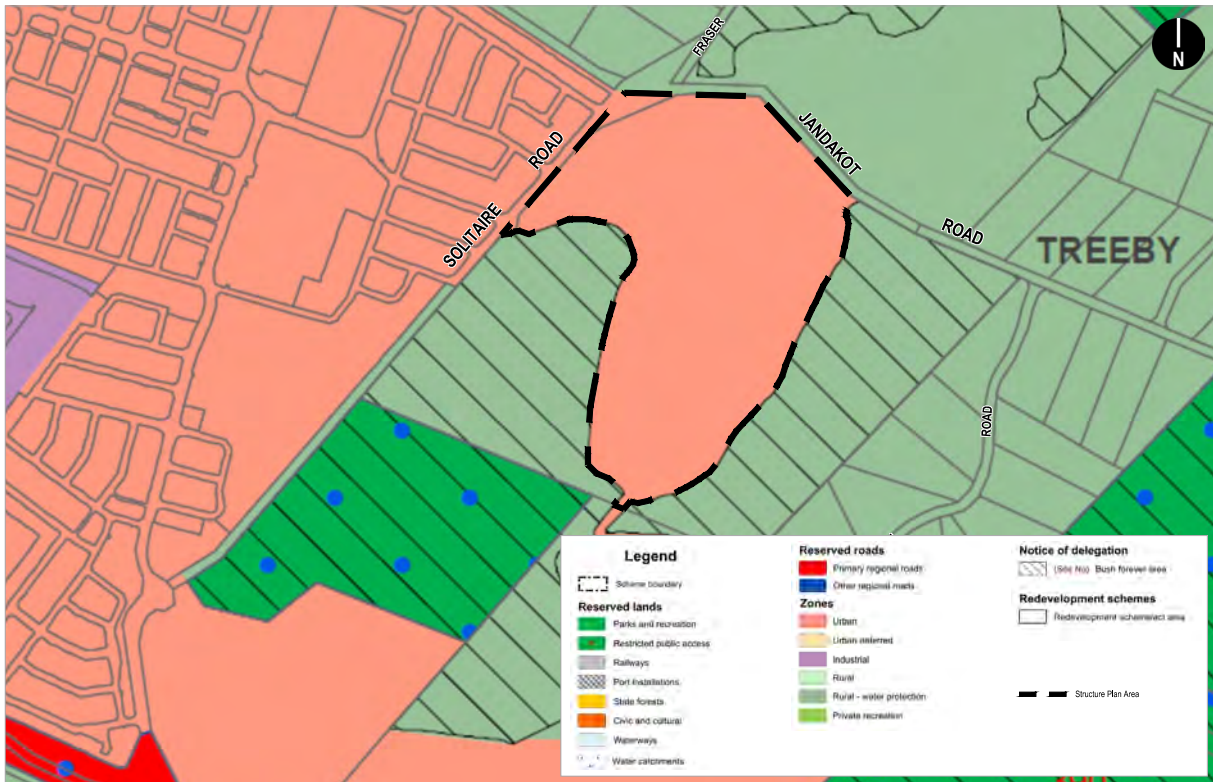 N
FRASER
JANDAKOT
ROAD
SOLITAIRE
ROAD
TREEBY
ROAD
Legend
Scheme boundary
Reserved lands
Parks and recreation
Restricted public access
Railways
Port installations
State forests
Civic and cultural
Waterways
Water catchments
Reserved roads
Primary regional roads
Other regional roads
Zones
Urban
Urban deferred
Industrial
Rural
Rural - water protection
Private recreation
Notice of delegation
Bush forever area
Redevelopment schemes
Redevelopment scheme/act area
Structure Plan Area